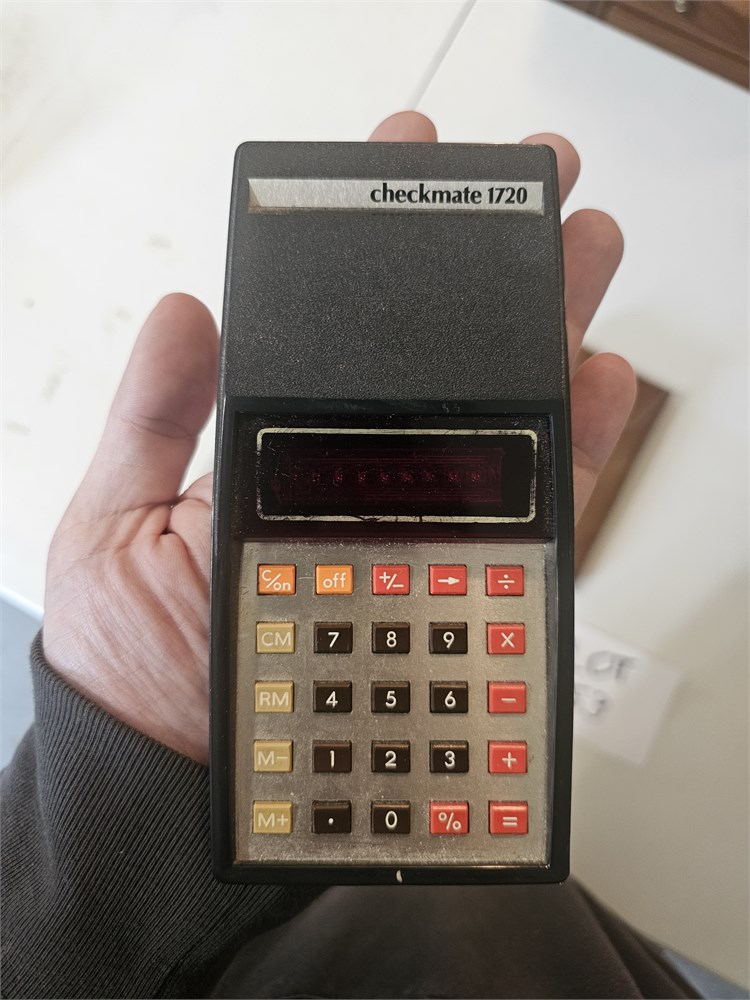 checkmate 1720
C/on off +/- → ÷
CM 7 8 9 X
RM 4 5 6 −
M− 1 2 3 +
M+ . 0 % =